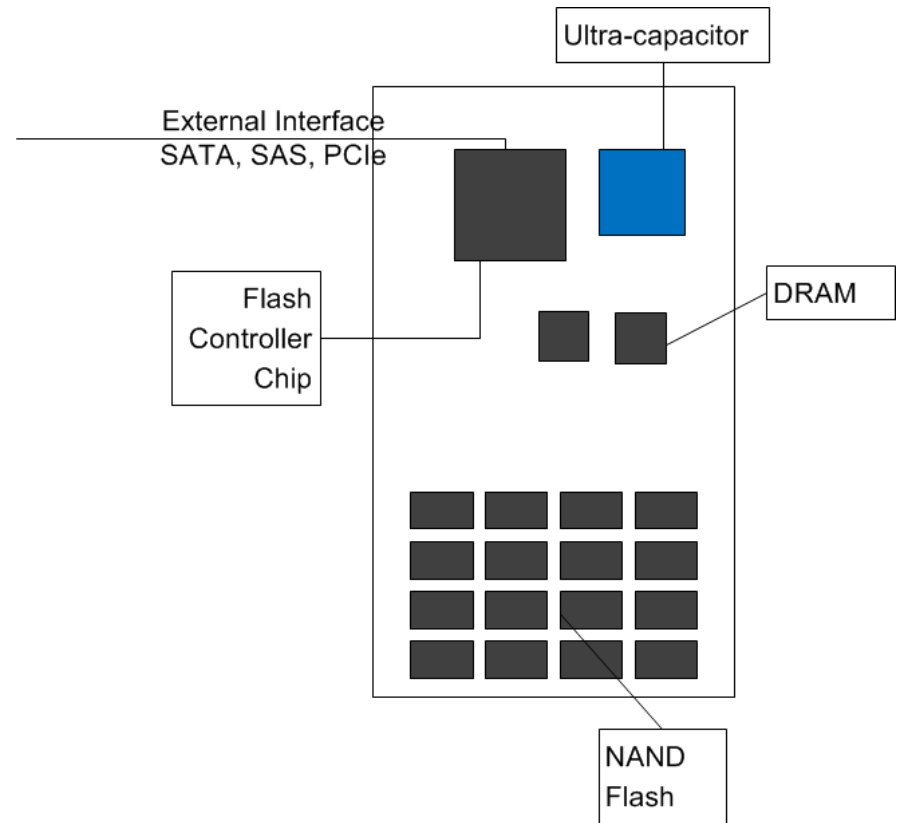 Ultra-capacitor
External Interface
SATA, SAS, PCIe
Flash
Controller
Chip
DRAM
NAND
Flash